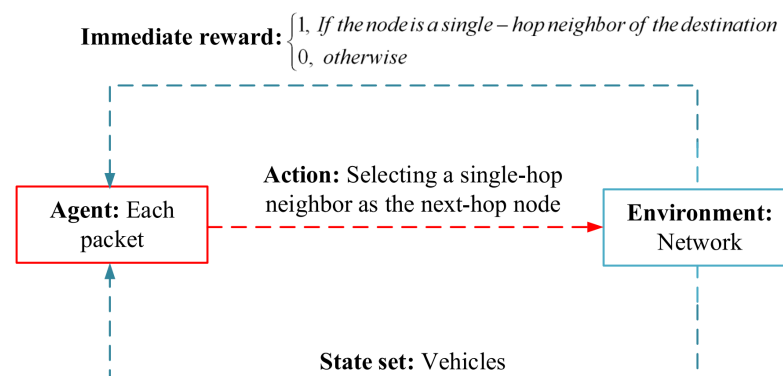 Immediate reward: {1, If the node is a single – hop neighbor of the destination
0, otherwise
Action: Selecting a single-hop
neighbor as the next-hop node
Agent: Each
packet
Environment:
Network
State set: Vehicles